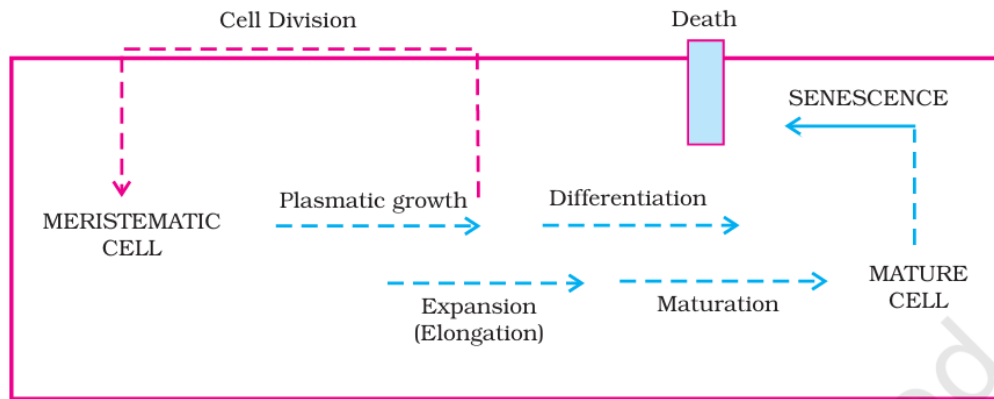 Cell Division
Death
SENESCENCE
Plasmatic growth
Differentiation
MERISTEMATIC
CELL
MATURE
CELL
Expansion
(Elongation)
Maturation